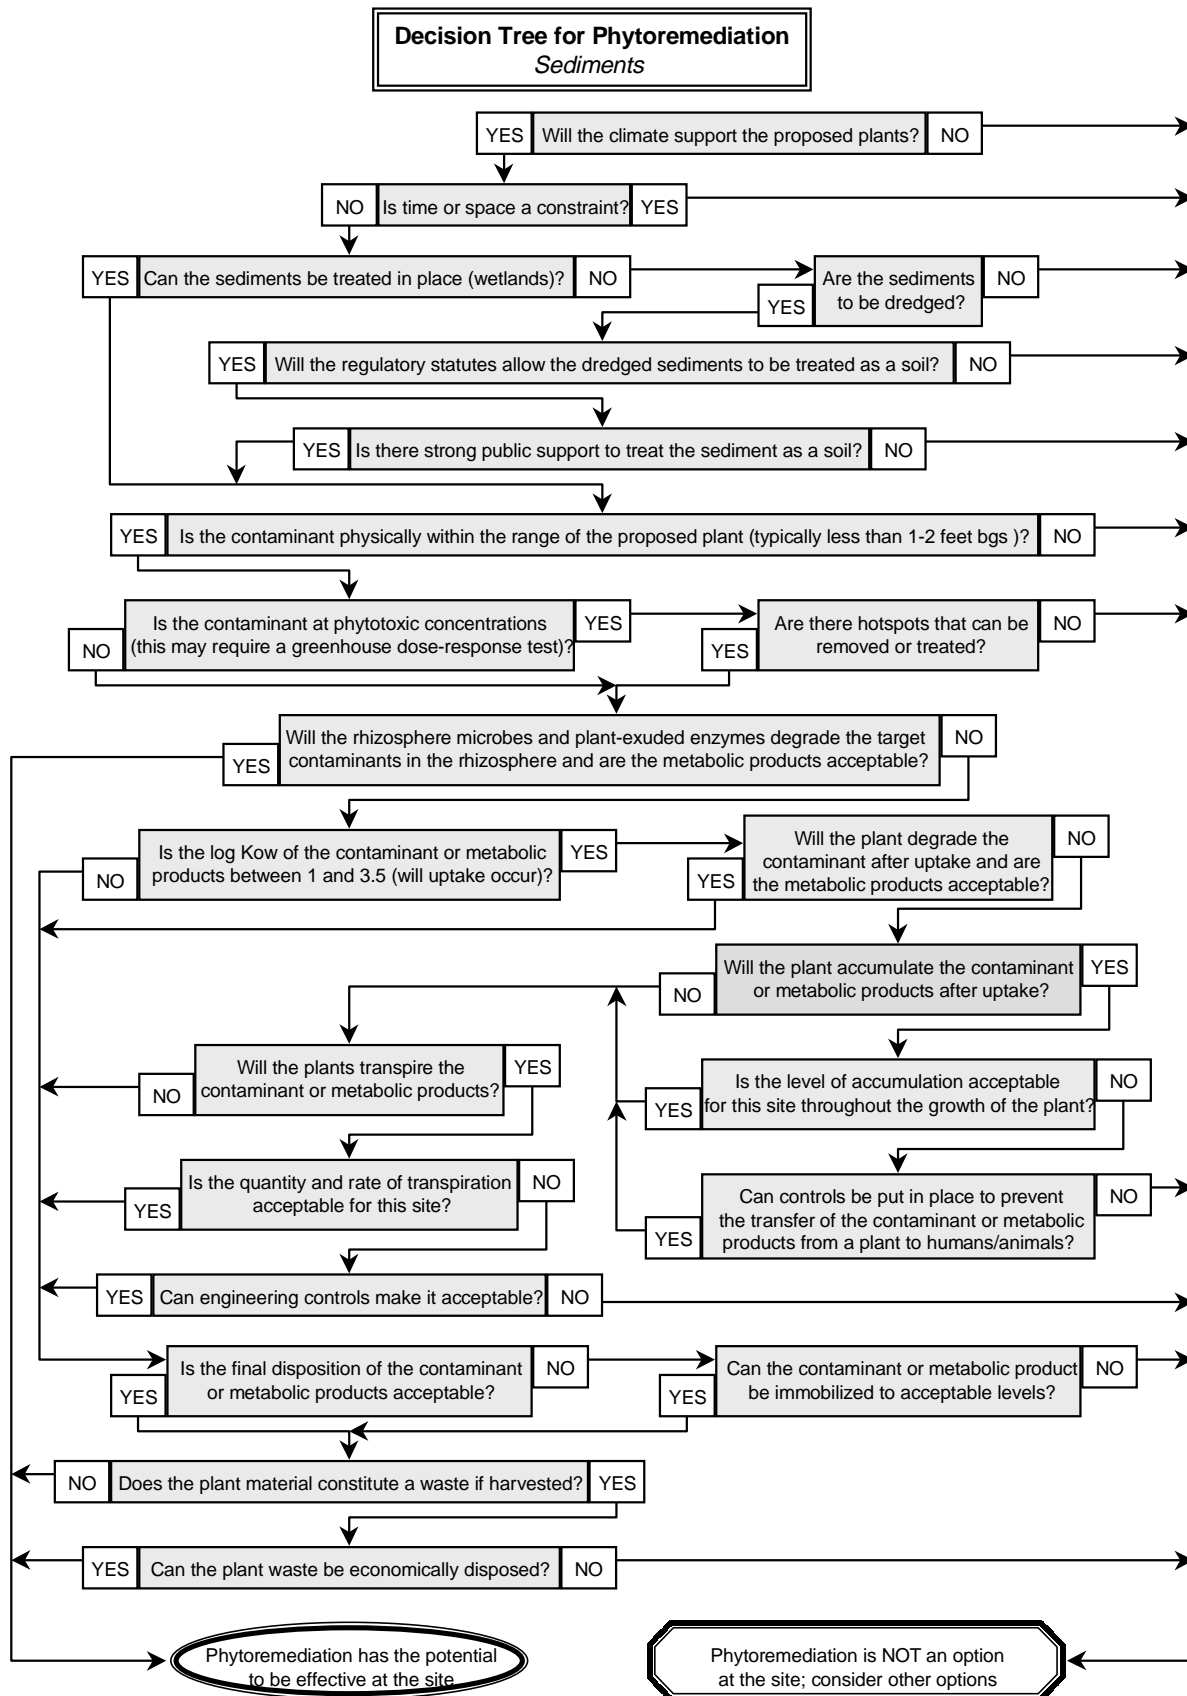 Decision Tree for Phytoremediation
Sediments
YES
Will the climate support the proposed plants?
NO
NO
Is time or space a constraint?
YES
YES
Can the sediments be treated in place (wetlands)?
NO
Are the sediments
to be dredged?
NO
YES
YES
Will the regulatory statutes allow the dredged sediments to be treated as a soil?
NO
YES
Is there strong public support to treat the sediment as a soil?
NO
YES
Is the contaminant physically within the range of the proposed plant (typically less than 1-2 feet bgs )?
NO
Is the contaminant at phytotoxic concentrations
(this may require a greenhouse dose-response test)?
YES
NO
Are there hotspots that can be
removed or treated?
NO
YES
Will the rhizosphere microbes and plant-exuded enzymes degrade the target
contaminants in the rhizosphere and are the metabolic products acceptable?
NO
YES
Is the log Kow of the contaminant or metabolic
products between 1 and 3.5 (will uptake occur)?
YES
NO
Will the plant degrade the
contaminant after uptake and are
the metabolic products acceptable?
NO
YES
Will the plant accumulate the contaminant
or metabolic products after uptake?
YES
NO
Will the plants transpire the
contaminant or metabolic products?
YES
NO
Is the level of accumulation acceptable
for this site throughout the growth of the plant?
NO
YES
Is the quantity and rate of transpiration
acceptable for this site?
NO
YES
Can controls be put in place to prevent
the transfer of the contaminant or metabolic
products from a plant to humans/animals?
NO
YES
YES
Can engineering controls make it acceptable?
NO
Is the final disposition of the contaminant
or metabolic products acceptable?
NO
YES
Can the contaminant or metabolic product
be immobilized to acceptable levels?
NO
YES
NO
Does the plant material constitute a waste if harvested?
YES
YES
Can the plant waste be economically disposed?
NO
Phytoremediation has the potential
to be effective at the site
Phytoremediation is NOT an option
at the site; consider other options